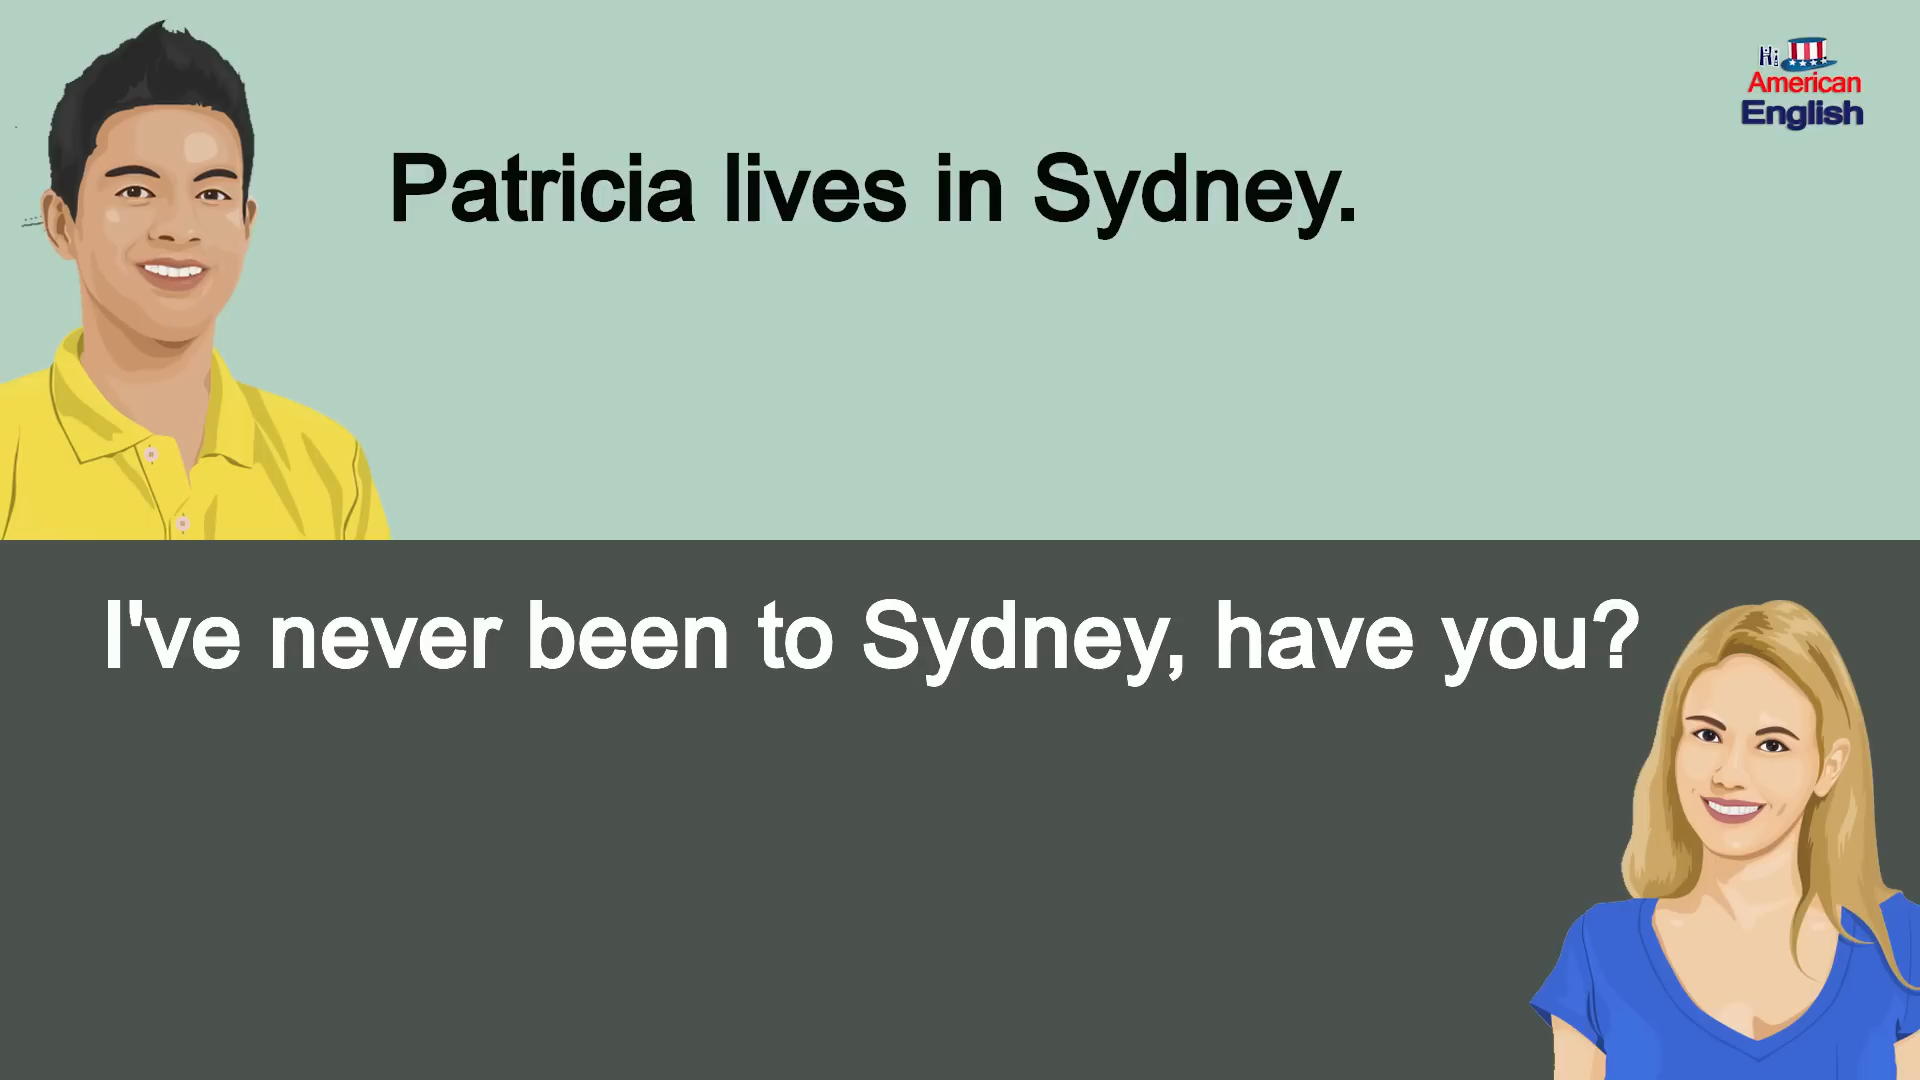 Hi
American
English
Patricia lives in Sydney.
I've never been to Sydney, have you?